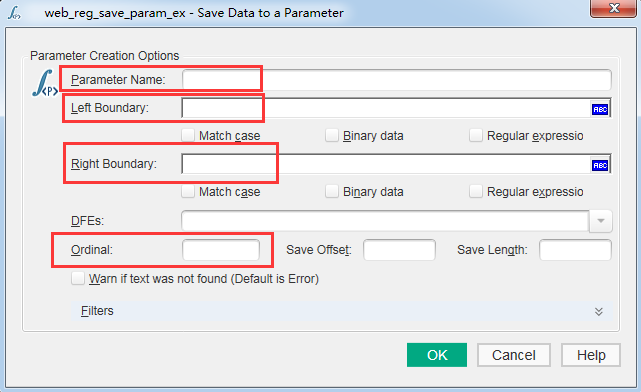 web_reg_save_param_ex - Save Data to a Parameter
Parameter Creation Options
<P>
Parameter Name:
Left Boundary:
ABC
Match case Binary data Regular expressio
Right Boundary:
ABC
Match case Binary data Regular expressio
DFEs:
Ordinal: Save Offset: Save Length:
Warn if text was not found (Default is Error)
Filters
OK Cancel Help